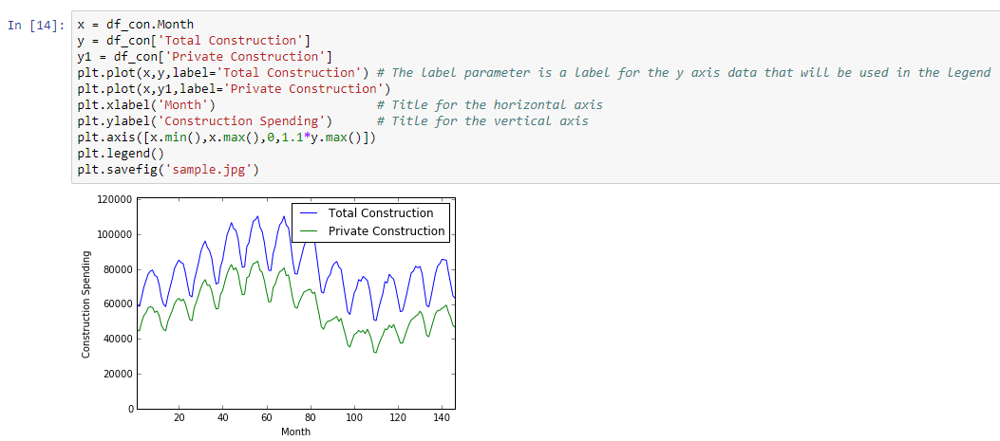 In [14]: x = df_con.Month
y = df_con['Total Construction']
y1 = df_con['Private Construction']
plt.plot(x,y,label='Total Construction') # The label parameter is a label for the y axis data that will be used in the legend
plt.plot(x,y1,label='Private Construction')
plt.xlabel('Month') # Title for the horizontal axis
plt.ylabel('Construction Spending') # Title for the vertical axis
plt.axis([x.min(),x.max(),0,1.1*y.max()])
plt.legend()
plt.savefig('sample.jpg')
120000
100000
80000
60000
40000
20000
0
Construction Spending
Total Construction
Private Construction
20 40 60 80 100 120 140
Month